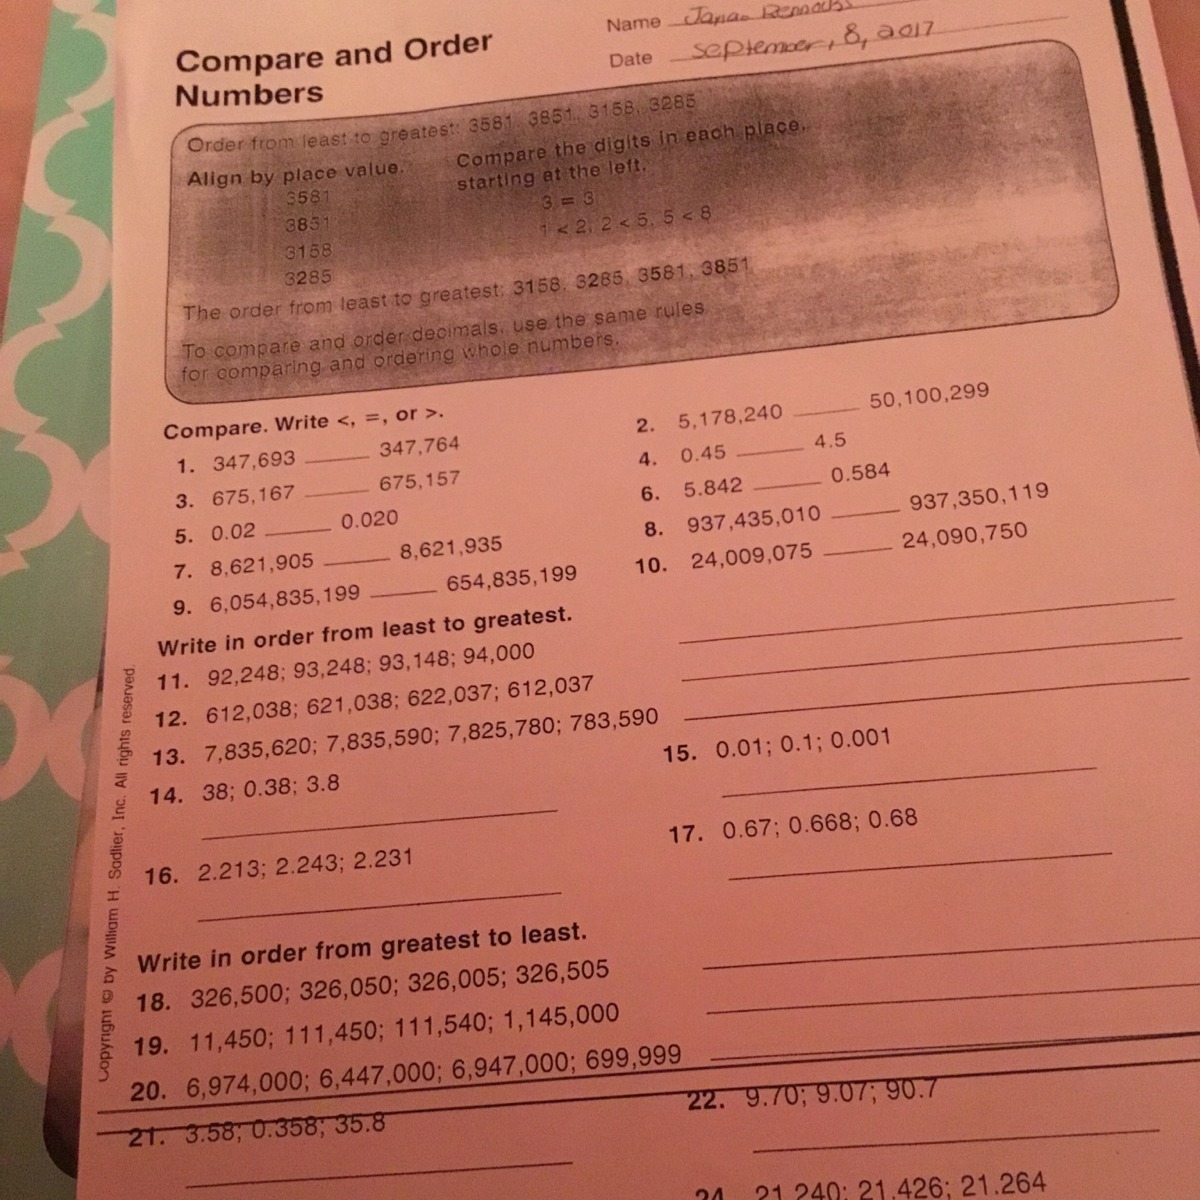 Compare and Order
Numbers
Name
Date September, 8, 2017
Order from least to greatest: 3581, 3851, 3158, 3285
Align by place value.
3581
3851
3158
3285
Compare the digits in each place,
starting at the left.
3 = 3
1 < 2, 2 < 5, 5 < 8
The order from least to greatest: 3158, 3285, 3581, 3851
To compare and order decimals, use the same rules
for comparing and ordering whole numbers.
Compare. Write <, =, or >.
1. 347,693 ____ 347,764
2. 5,178,240 ____ 50,100,299
3. 675,167 ____ 675,157
4. 0.45 ____ 4.5
5. 0.02 ____ 0.020
6. 5.842 ____ 0.584
7. 8,621,905 ____ 8,621,935
8. 937,435,010 ____ 937,350,119
9. 6,054,835,199 ____ 654,835,199
10. 24,009,075 ____ 24,090,750
Write in order from least to greatest.
11. 92,248; 93,248; 93,148; 94,000
12. 612,038; 621,038; 622,037; 612,037
13. 7,835,620; 7,835,590; 7,825,780; 783,590
14. 38; 0.38; 3.8
15. 0.01; 0.1; 0.001
16. 2.213; 2.243; 2.231
17. 0.67; 0.668; 0.68
Write in order from greatest to least.
18. 326,500; 326,050; 326,005; 326,505
19. 11,450; 111,450; 111,540; 1,145,000
20. 6,974,000; 6,447,000; 6,947,000; 699,999
21. 3.58; 0.358; 35.8
22. 9.70; 9.07; 90.7
24. 21.240; 21.426; 21.264
Copyright © by William H. Sadlier, Inc. All rights reserved.